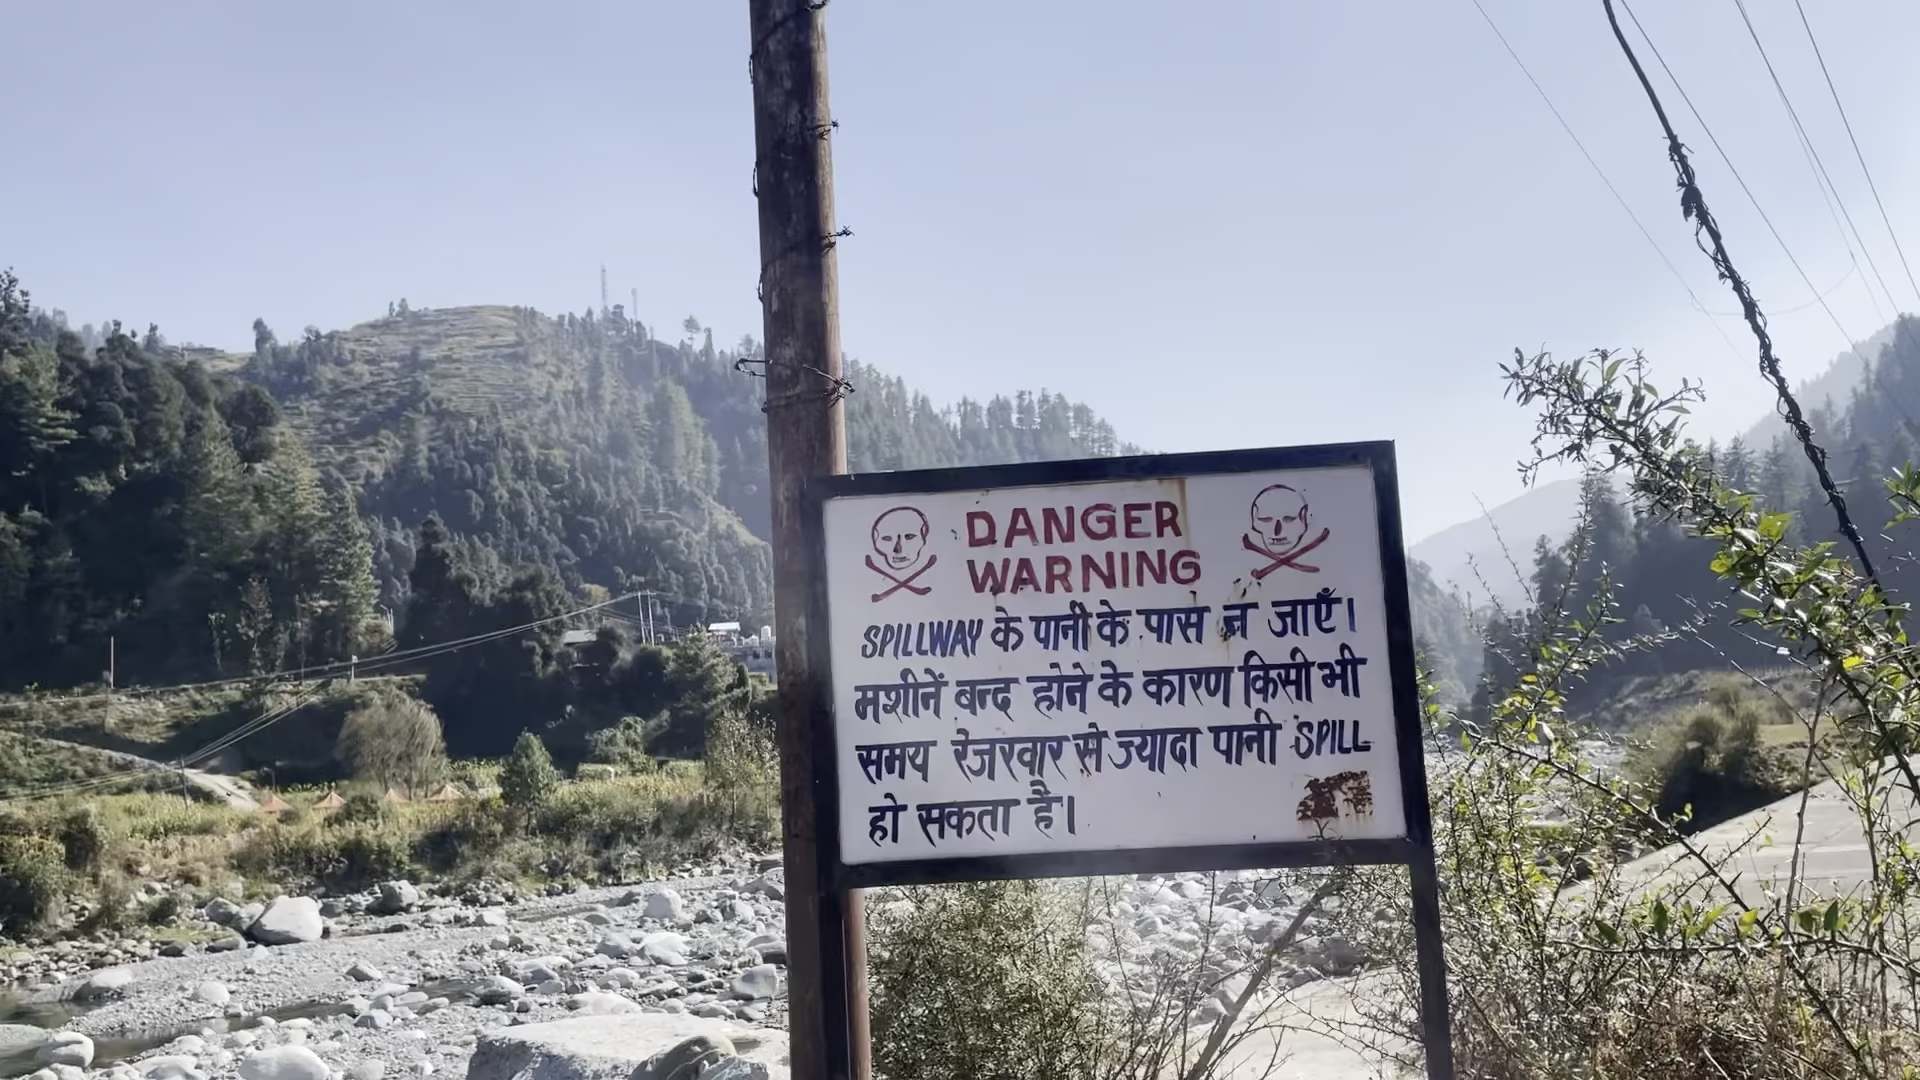 DANGER
WARNING
SPILLWAY के पानी के पास न जाएँ।
मशीनें बन्द होने के कारण किसी भी
समय रेजरवार से ज्यादा पानी SPILL
हो सकता है।